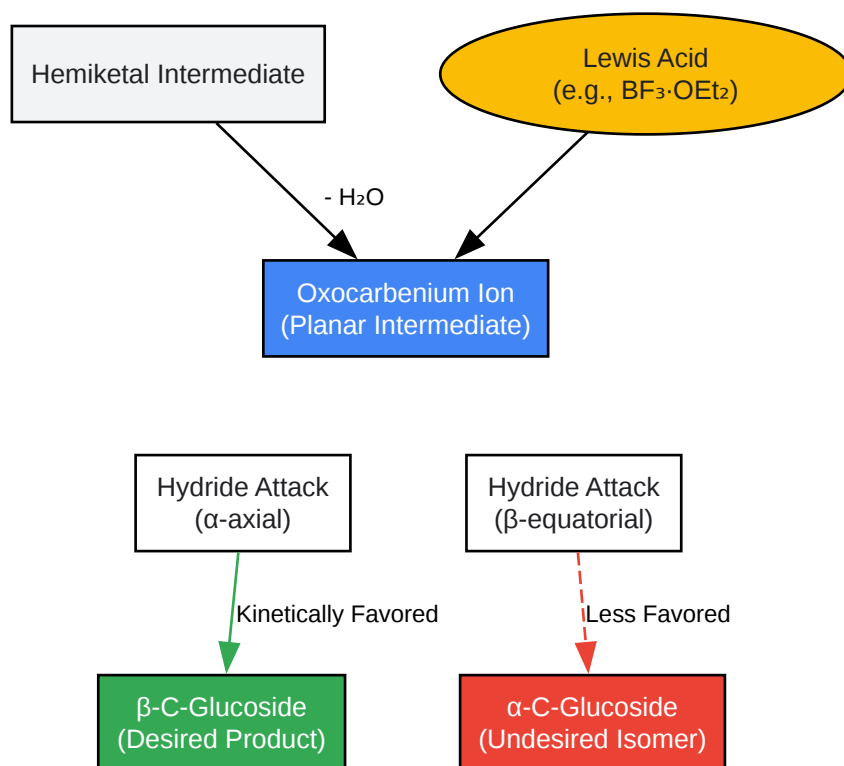 Hemiketal Intermediate
Lewis Acid
(e.g., BF₃·OEt₂)
- H₂O
Oxocarbenium Ion
(Planar Intermediate)
Hydride Attack
(α-axial)
Hydride Attack
(β-equatorial)
Kinetically Favored
Less Favored
β-C-Glucoside
(Desired Product)
α-C-Glucoside
(Undesired Isomer)